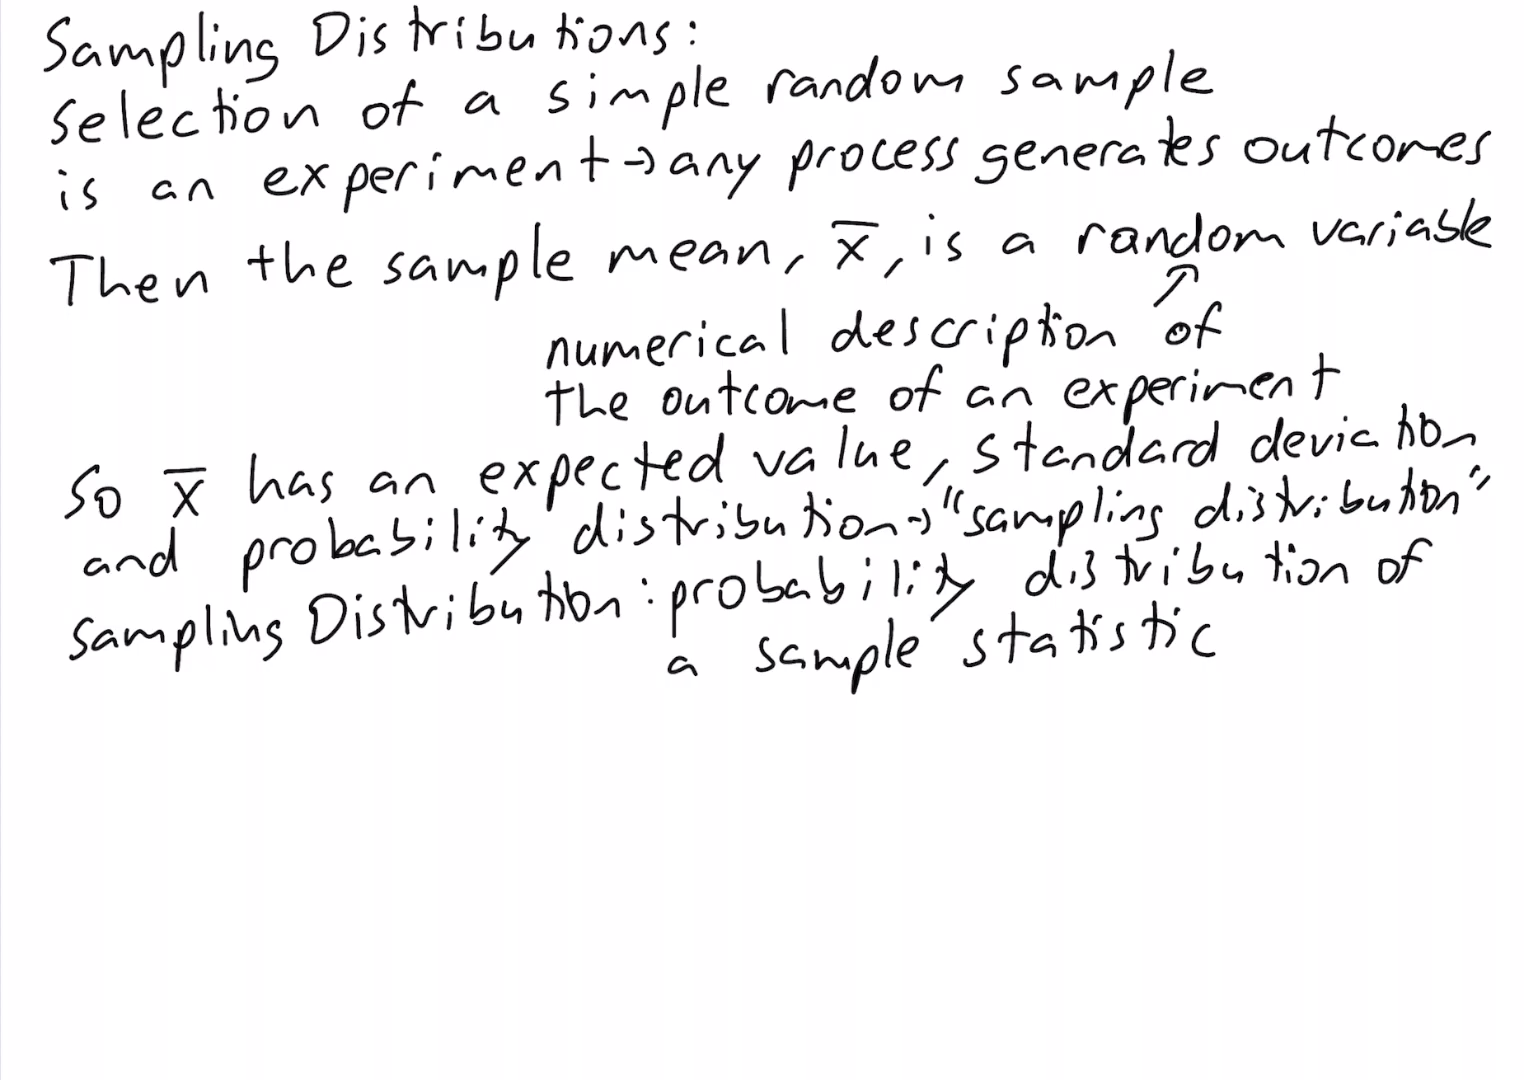 Sampling Distributions:
selection of a simple random sample
is an experiment→any process generates outcomes
Then the sample mean, x̅, is a random variable
↑
numerical description of
the outcome of an experiment
So x̅ has an expected value, standard deviation
and probability distribution→"sampling distribution"
Sampling Distribution: probability distribution of
a sample statistic